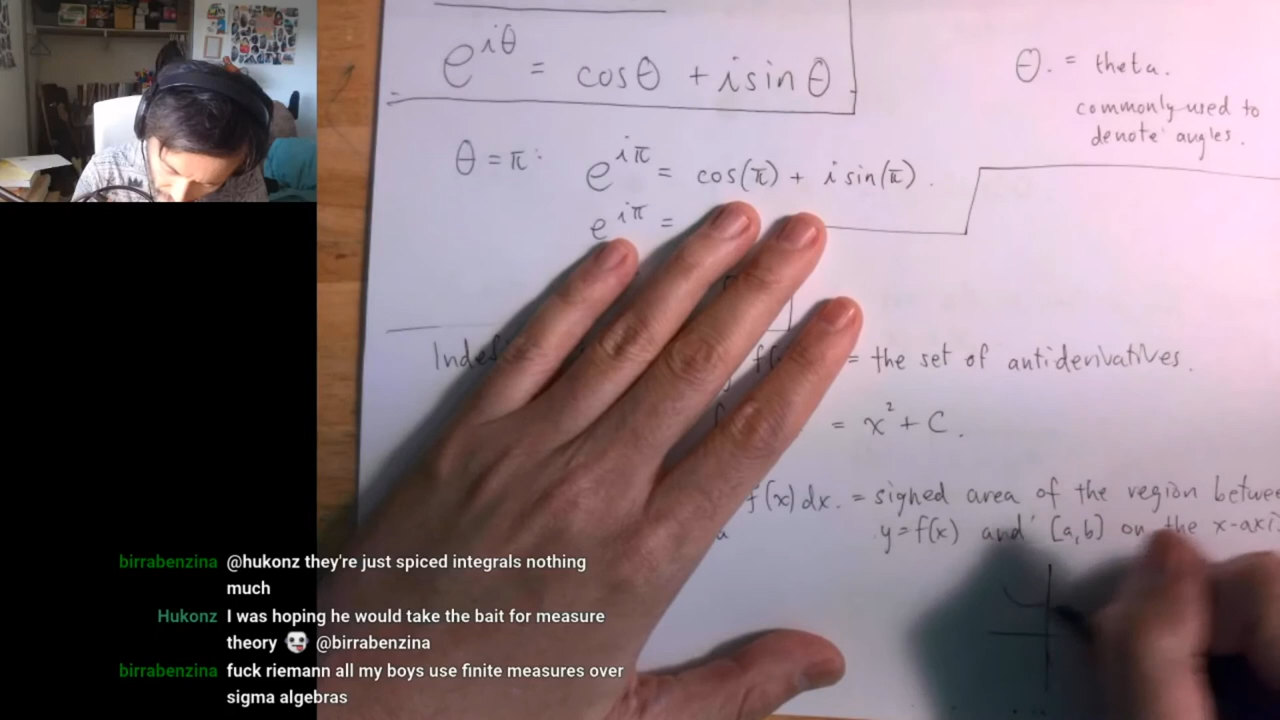 e^{iθ} = cosθ + i sin θ
θ. = theta.
commonly used to
denote angles.
θ = π: e^{iπ} = cos(π) + i sin(π).
e^{iπ} =
= the set of antiderivatives.
= x² + C.
f(x) dx. = signed area of the region
y = f(x) and [a,b] on the
birrabenzina @hukonz they're just spiced integrals nothing
much
Hukonz I was hoping he would take the bait for measure
theory 💀 @birrabenzina
birrabenzina fuck riemann all my boys use finite measures over
sigma algebras